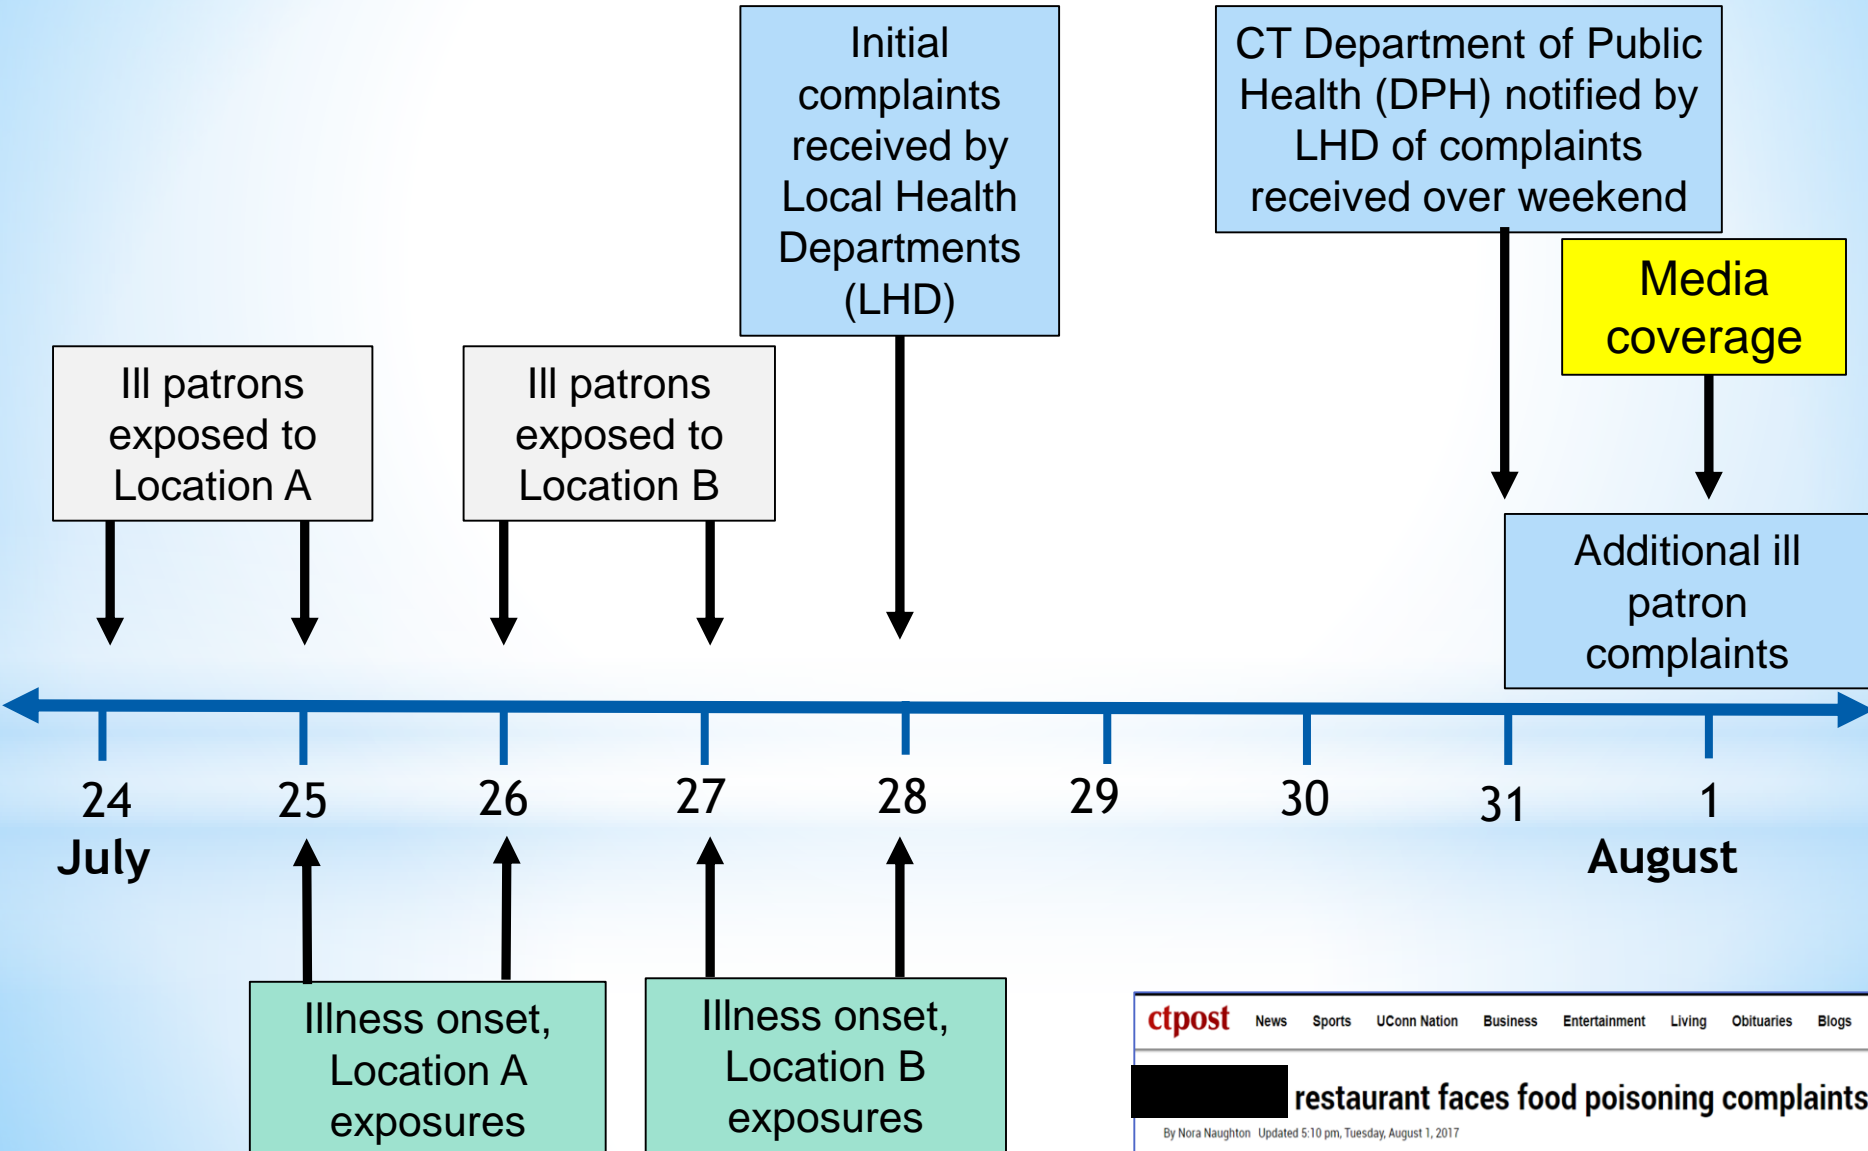 Initial
complaints
received by
Local Health
Departments
(LHD)
CT Department of Public
Health (DPH) notified by
LHD of complaints
received over weekend
Media
coverage
Ill patrons
exposed to
Location A
Ill patrons
exposed to
Location B
Additional ill
patron
complaints
24
25
26
27
28
29
30
31
1
July
August
Illness onset,
Location A
exposures
Illness onset,
Location B
exposures
ctpost News Sports UConn Nation Business Entertainment Living Obituaries Blogs
restaurant faces food poisoning complaints
By Nora Naughton Updated 5:10 pm, Tuesday, August 1, 2017